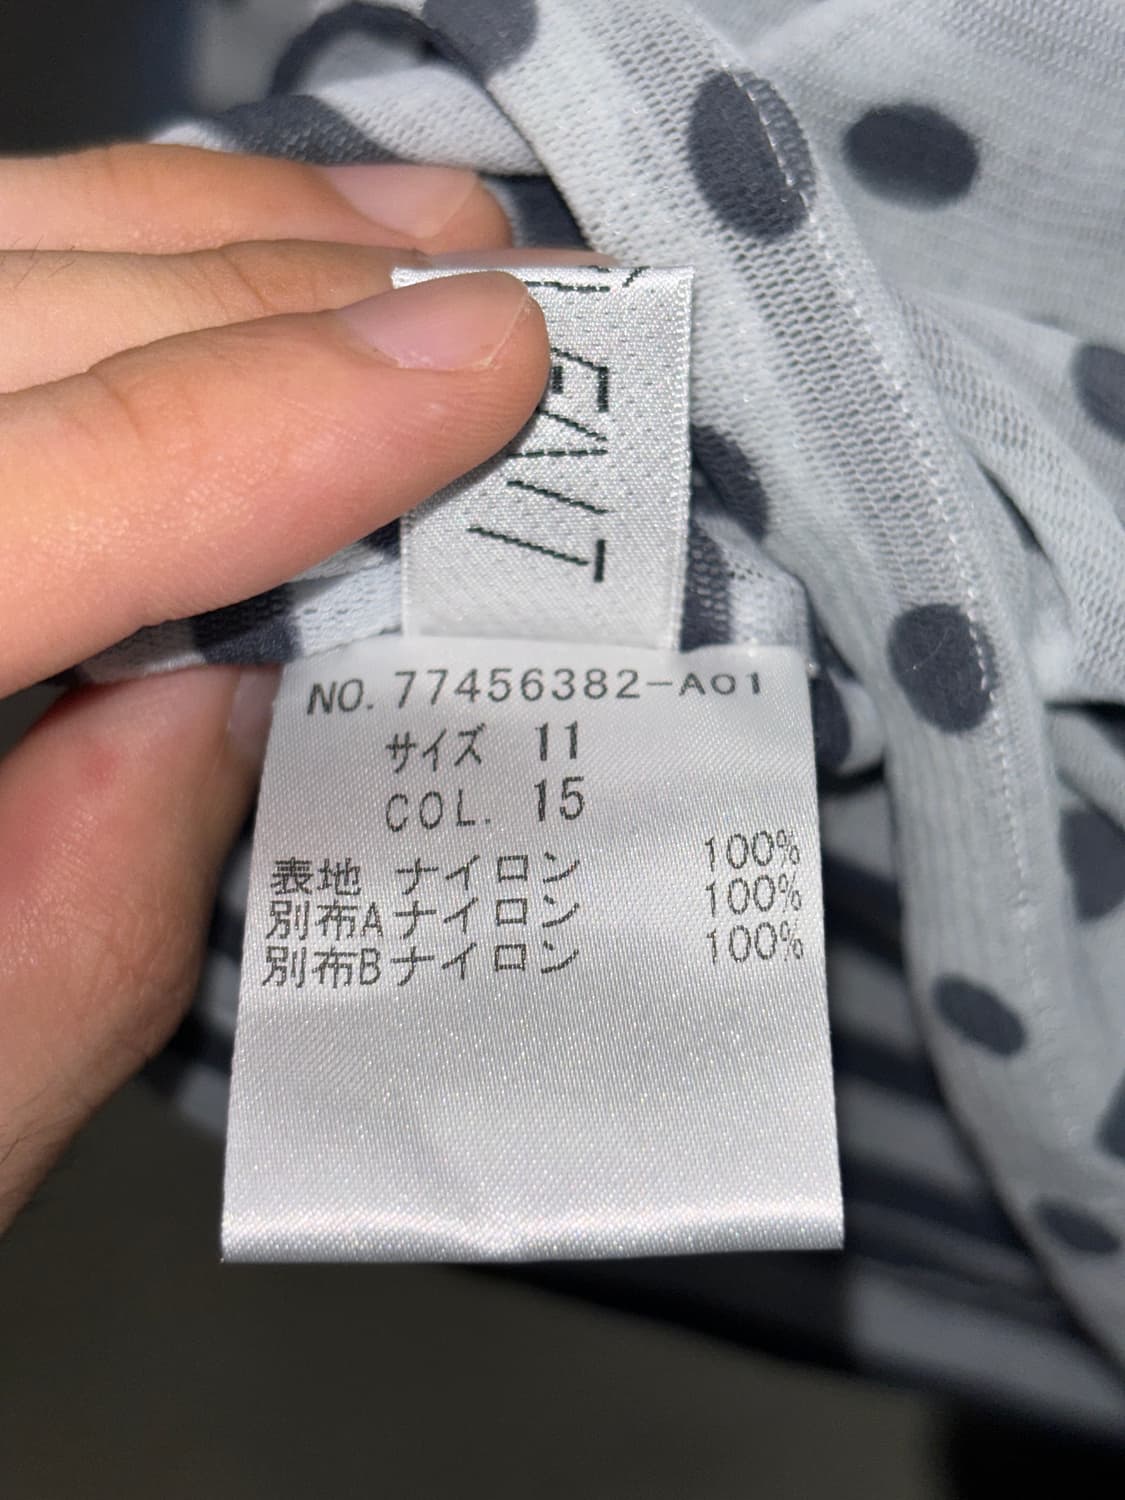 NO. 77456382-A01
サイズ 11
COL. 15
表地 ナイロン 100%
別布A ナイロン 100%
別布B ナイロン 100%